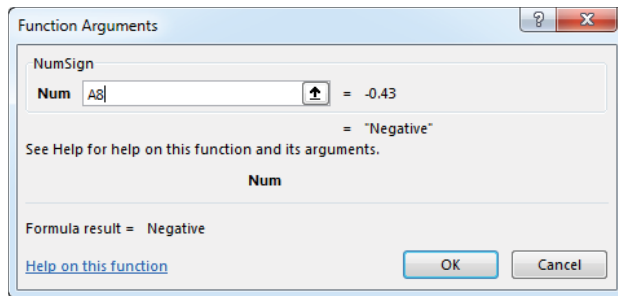 Function Arguments ? X
NumSign
Num A8 = -0.43
= "Negative"
See Help for help on this function and its arguments.
Num
Formula result = Negative
Help on this function OK Cancel